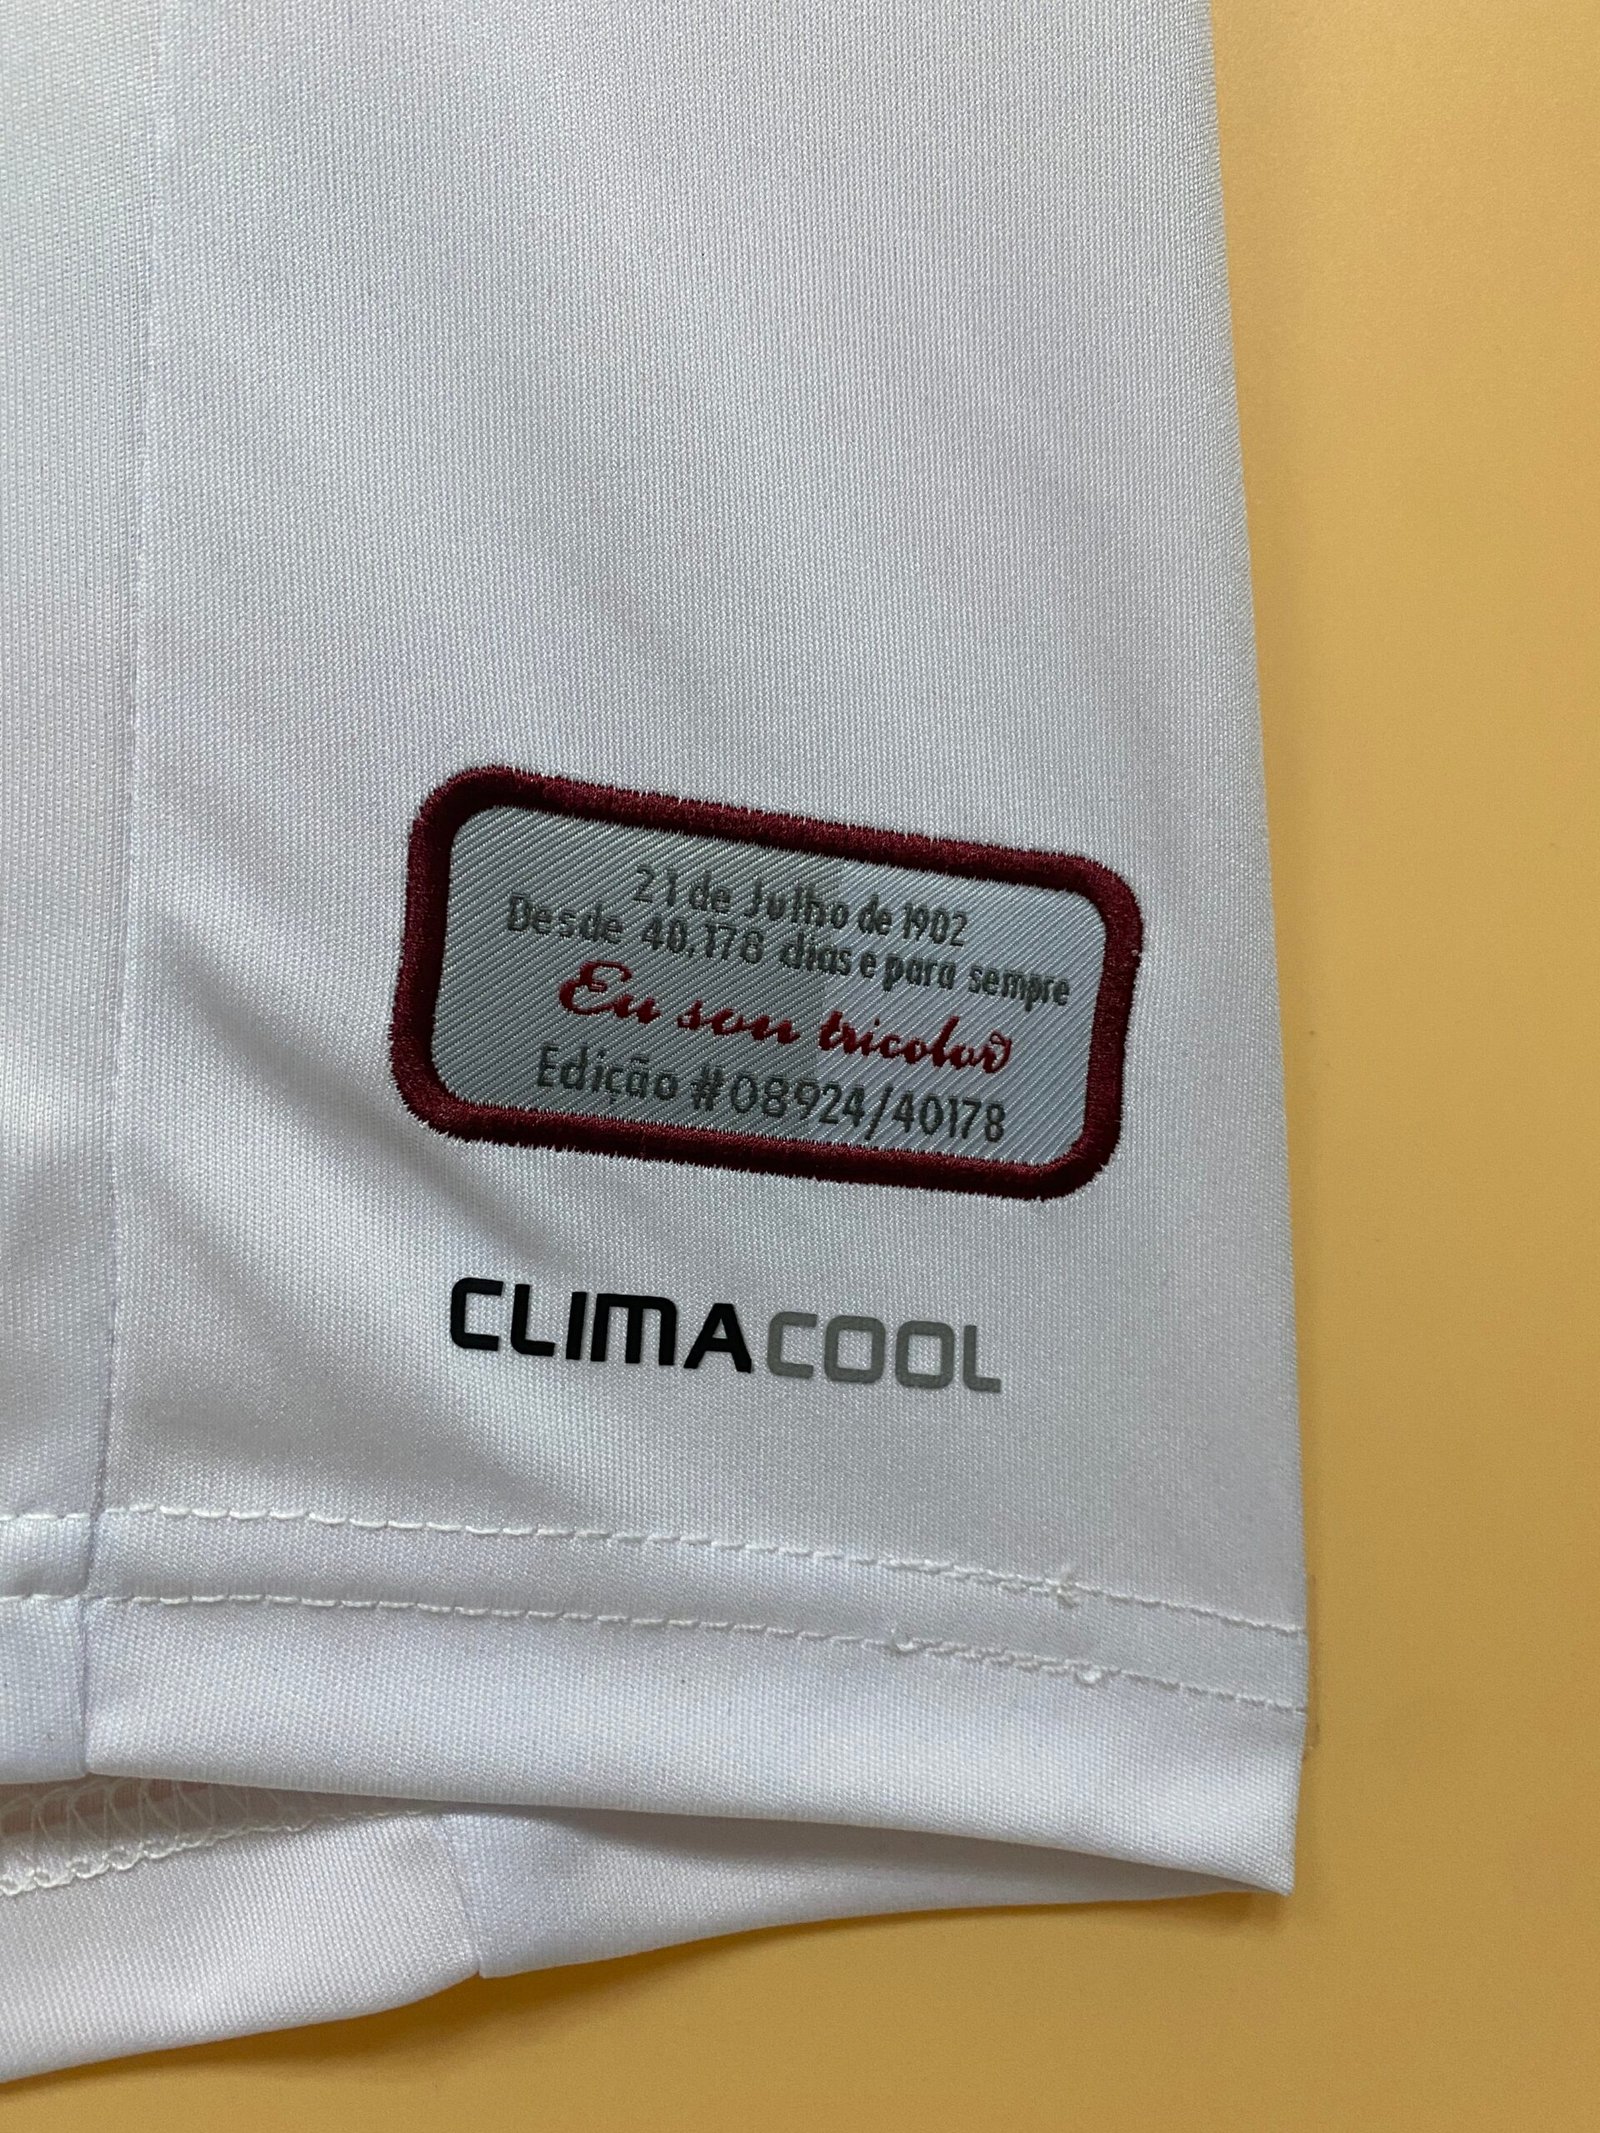 21 de Julho de 1902
Desde 40.178 dias e para sempre
Eu sou tricolor
Edição #08924/40178
CLIMACOOL